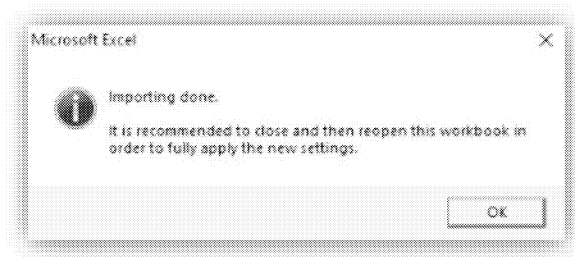 Microsoft Excel
Importing done.
It is recommended to close and then reopen this workbook in
order to fully apply the new settings.
OK